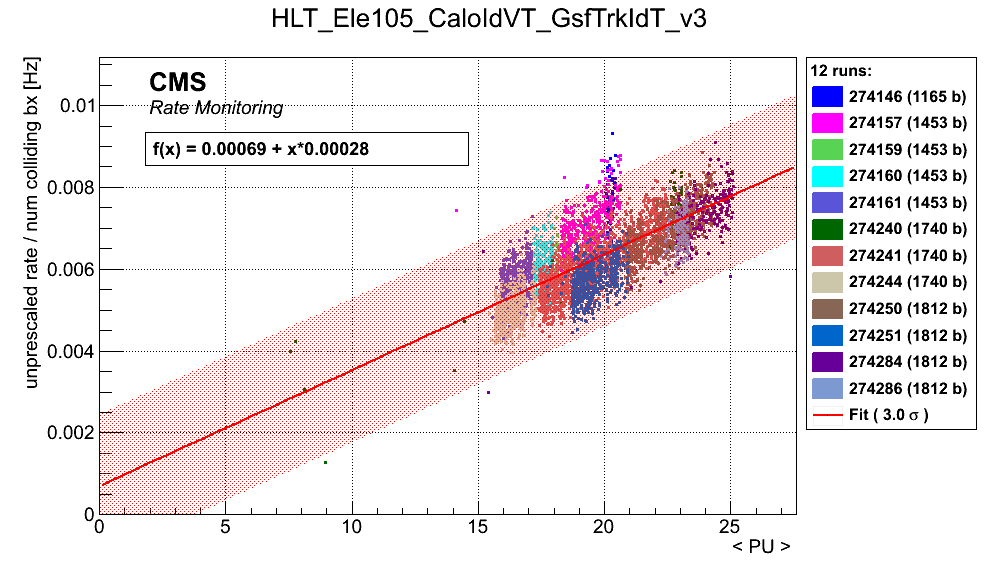 HLT_Ele105_CaloIdVT_GsfTrkIdT_v3
unprescaled rate / num colliding bx [Hz]
CMS
Rate Monitoring
f(x) = 0.00069 + x*0.00028
0.01
0.008
0.006
0.004
0.002
0
0 5 10 15 20 25
< PU >
12 runs:
274146 (1165 b)
274157 (1453 b)
274159 (1453 b)
274160 (1453 b)
274161 (1453 b)
274240 (1740 b)
274241 (1740 b)
274244 (1740 b)
274250 (1812 b)
274251 (1812 b)
274284 (1812 b)
274286 (1812 b)
Fit ( 3.0 σ )